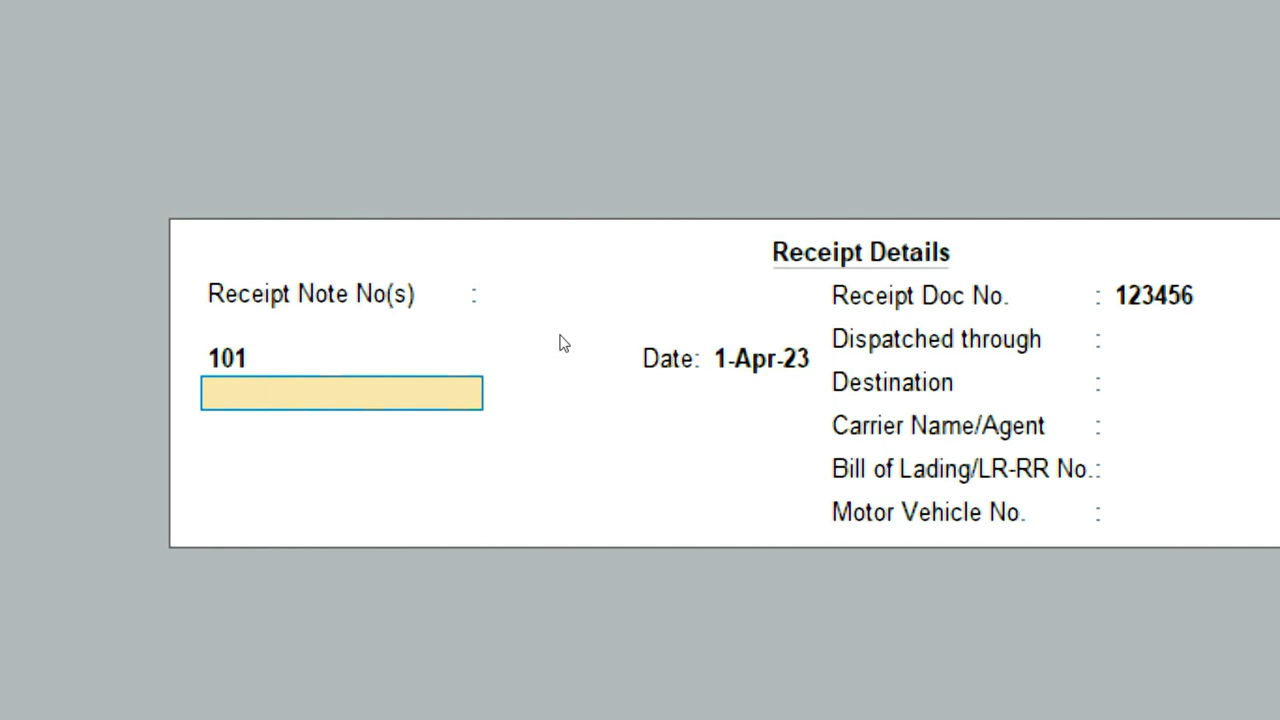 Receipt Details
Receipt Note No(s) :
101 Date: 1-Apr-23
Receipt Doc No. : 123456
Dispatched through :
Destination :
Carrier Name/Agent :
Bill of Lading/LR-RR No.:
Motor Vehicle No. :